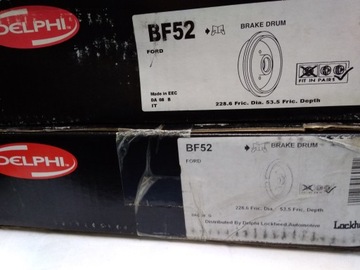 DELPHI
BF52
BRAKE DRUM
FORD
Made in EEC
FIT IN PAIRS
228.6 Fric. Dia. 53.5 Fric. Depth
DELPHI
BF52
BRAKE DRUM
FORD
228.6 Fric. Dia. 53.5 Fric. Depth
Distributed By Delphi Lockheed Automotive